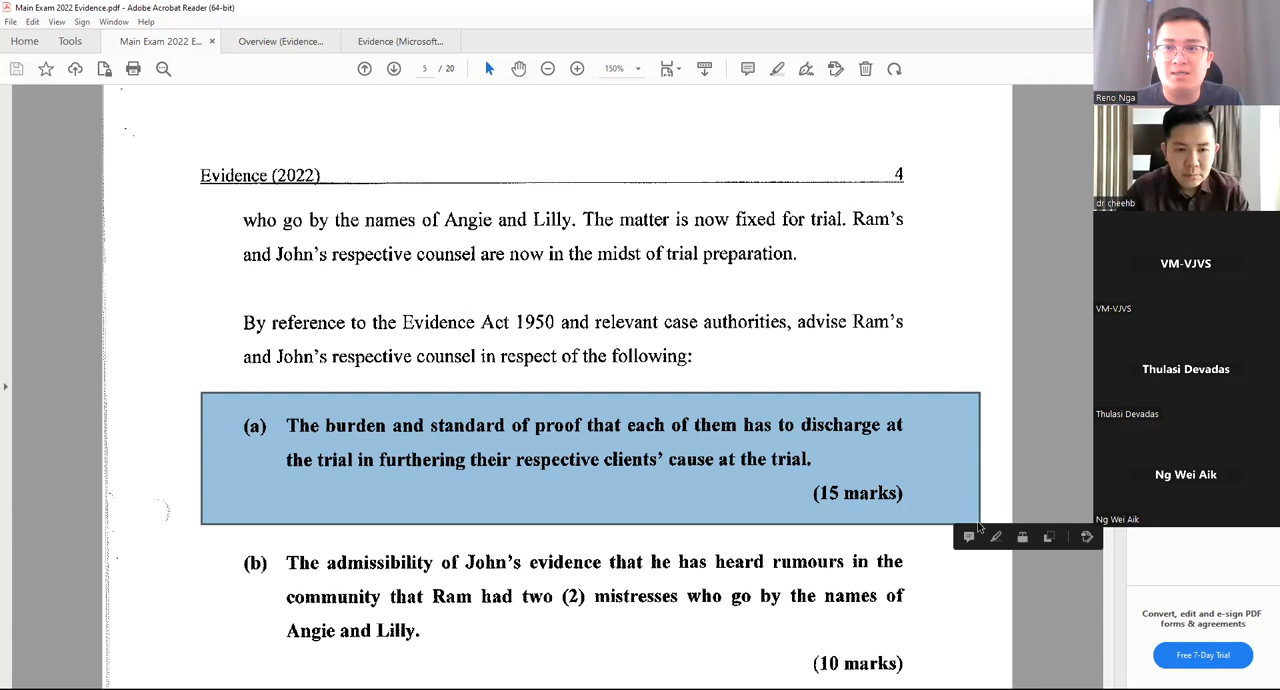 Main Exam 2022 Evidence.pdf - Adobe Acrobat Reader (64-bit)
File Edit View Sign Window Help
Home Tools Main Exam 2022 E... × Overview (Evidence... Evidence (Microsoft...
5 / 20 150%
Evidence (2022) 4
who go by the names of Angie and Lilly. The matter is now fixed for trial. Ram's
and John's respective counsel are now in the midst of trial preparation.
By reference to the Evidence Act 1950 and relevant case authorities, advise Ram's
and John's respective counsel in respect of the following:
(a) The burden and standard of proof that each of them has to discharge at
the trial in furthering their respective clients' cause at the trial.
(15 marks)
(b) The admissibility of John's evidence that he has heard rumours in the
community that Ram had two (2) mistresses who go by the names of
Angie and Lilly.
(10 marks)
Reno Nga
dr cheehb
VM-VJVS
VM-VJVS
Thulasi Devadas
Thulasi Devadas
Ng Wei Aik
Ng Wei Aik
Convert, edit and e-sign PDF
forms & agreements
Free 7-Day Trial